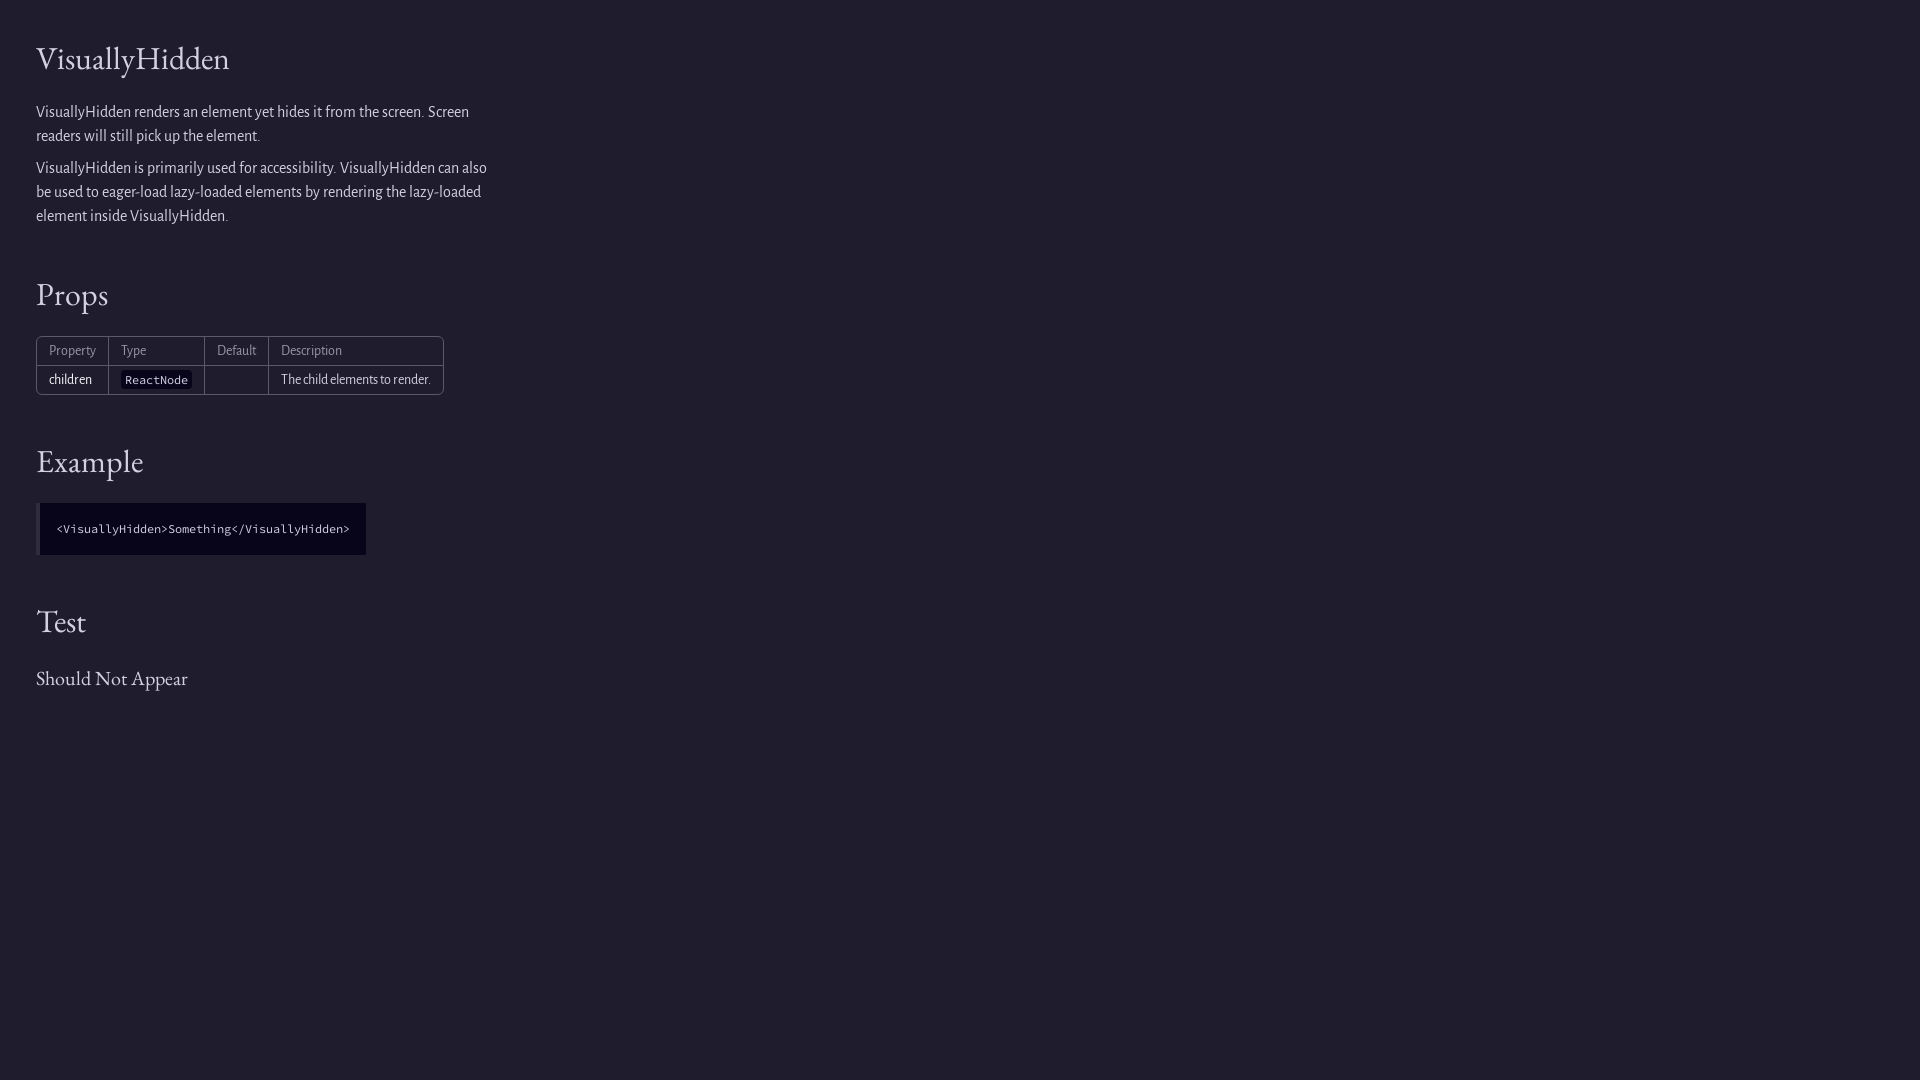 VisuallyHidden
VisuallyHidden renders an element yet hides it from the screen. Screen
readers will still pick up the element.
VisuallyHidden is primarily used for accessibility. VisuallyHidden can also
be used to eager-load lazy-loaded elements by rendering the lazy-loaded
element inside VisuallyHidden.
Props
Property Type Default Description
children ReactNode The child elements to render.
Example
<VisuallyHidden>Something</VisuallyHidden>
Test
Should Not Appear